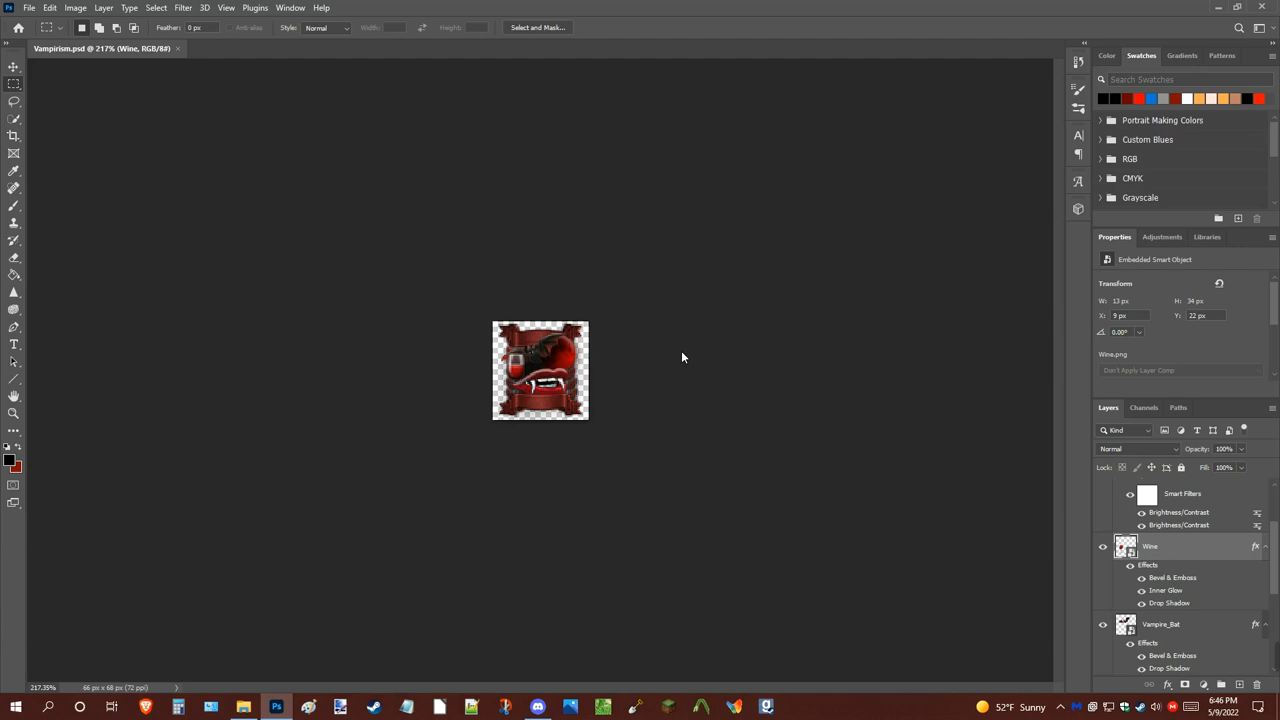 Ps File Edit Image Layer Type Select Filter 3D View Plugins Window Help
Feather: 0 px Anti-alias Style: Normal Width: Height: Select and Mask...
Vampirism.psd @ 217% (Wine, RGB/8#) ×
Color Swatches Gradients Patterns
Search Swatches
Portrait Making Colors
Custom Blues
RGB
CMYK
Grayscale
Properties Adjustments Libraries
Embedded Smart Object
Transform
W: 13 px H: 34 px
X: 9 px Y: 22 px
0.00°
Wine.png
Don't Apply Layer Comp
Layers Channels Paths
Kind
Normal Opacity: 100%
Lock: Fill: 100%
Smart Filters
Brightness/Contrast
Brightness/Contrast
Wine fx
Effects
Bevel & Emboss
Inner Glow
Drop Shadow
Vampire_Bat fx
Effects
Bevel & Emboss
Drop Shadow
217.35% 66 px x 68 px (72 ppi)
52°F Sunny 6:46 PM
5/9/2022